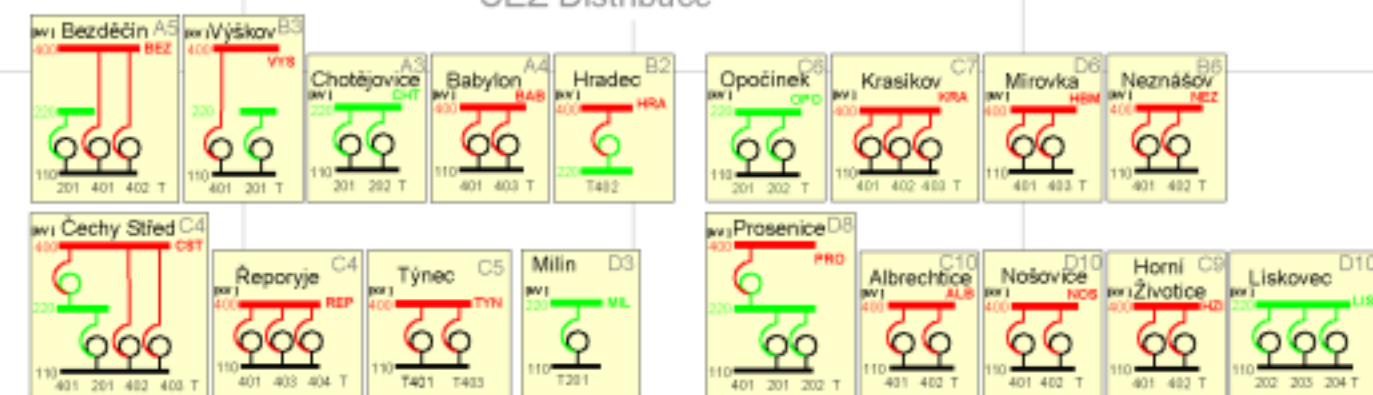 ČEZ Distribuce
[kV] Bezděčín A5
400 BEZ
220
110
201 401 402 T
[kV] Výškov B3
400 VYS
220
401 201 T
Chotějovice A3
[kV] CHT
220
110
201 202 T
Babylon A4
[kV] BAB
400
110
401 403 T
Hradec B2
[kV]
400 HRA
220
T402
Opočínek C6
[kV] OPO
220
110
201 202 T
Krasíkov C7
[kV] KRA
400
110
401 402 403 T
Mírovka D6
[kV] HBM
400
110
401 403 T
Neznášov B6
[kV] NEZ
400
110
401 402 T
[kV] Čechy Střed C4
400 CST
220
110
401 201 402 403 T
Řeporyje C4
[kV]
400 REP
110
401 403 404 T
Týnec C5
[kV]
400 TYN
110
T401 T403
Milín D3
[kV]
220 MIL
110
T201
[kV] Prosenice D8
400 PRO
220
110
401 201 202 T
Albrechtice C10
[kV] ALB
400
110
401 402 T
Nošovice D10
[kV] NOS
400
110
401 402 T
Horní C9
[kV] Životice
400 HZI
110
401 402 T
Lískovec D10
[kV]
220 LIS
110
202 203 204 T